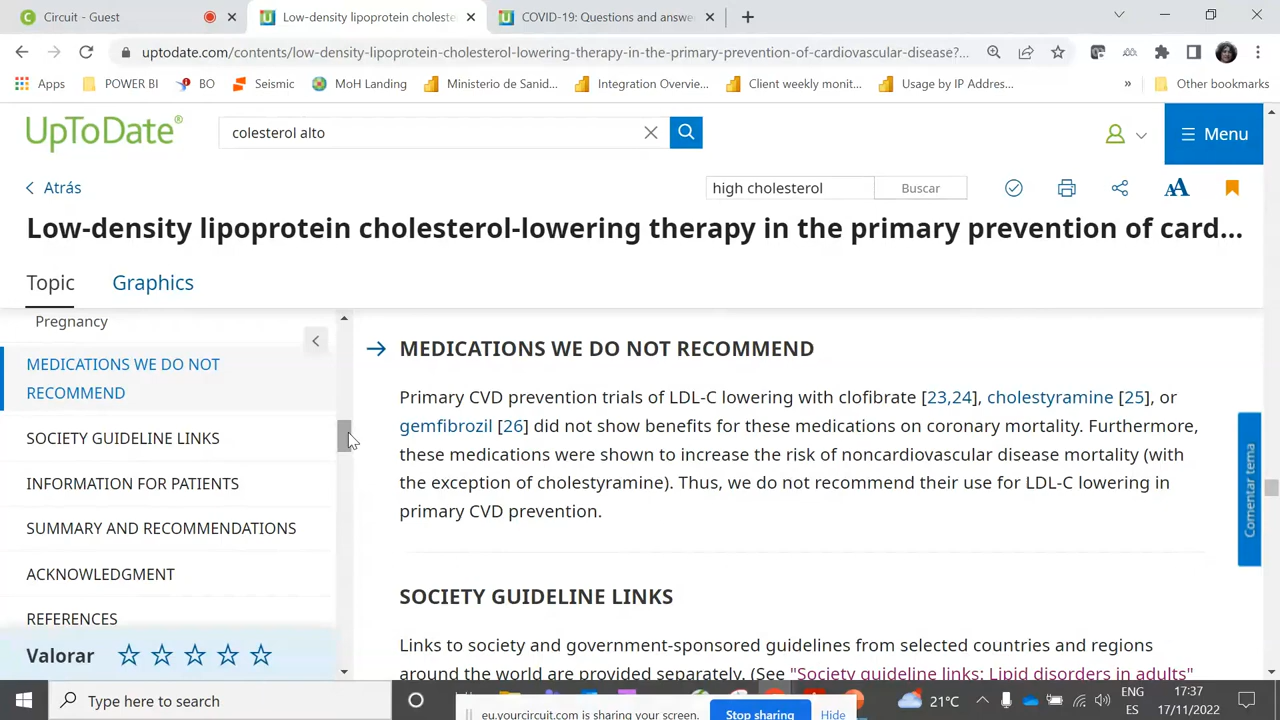 Circuit - Guest
Low-density lipoprotein choleste
COVID-19: Questions and answe
uptodate.com/contents/low-density-lipoprotein-cholesterol-lowering-therapy-in-the-primary-prevention-of-cardiovascular-disease?...
Apps
POWER BI
BO
Seismic
MoH Landing
Ministerio de Sanid...
Integration Overvie...
Client weekly monit...
Usage by IP Addres...
»
Other bookmarks
UpToDate®
colesterol alto
Menu
Atrás
high cholesterol
Buscar
AA
Low-density lipoprotein cholesterol-lowering therapy in the primary prevention of card...
Topic
Graphics
Pregnancy
MEDICATIONS WE DO NOT
RECOMMEND
SOCIETY GUIDELINE LINKS
INFORMATION FOR PATIENTS
SUMMARY AND RECOMMENDATIONS
ACKNOWLEDGMENT
REFERENCES
Valorar
MEDICATIONS WE DO NOT RECOMMEND
Primary CVD prevention trials of LDL-C lowering with clofibrate [23,24], cholestyramine [25], or
gemfibrozil [26] did not show benefits for these medications on coronary mortality. Furthermore,
these medications were shown to increase the risk of noncardiovascular disease mortality (with
the exception of cholestyramine). Thus, we do not recommend their use for LDL-C lowering in
primary CVD prevention.
SOCIETY GUIDELINE LINKS
Links to society and government-sponsored guidelines from selected countries and regions
around the world are provided separately. (See "Society guideline links: Lipid disorders in adults"
Comentar tema
Type here to search
eu.yourcircuit.com is sharing your screen.
Stop sharing
Hide
21°C
ENG
ES
17:37
17/11/2022